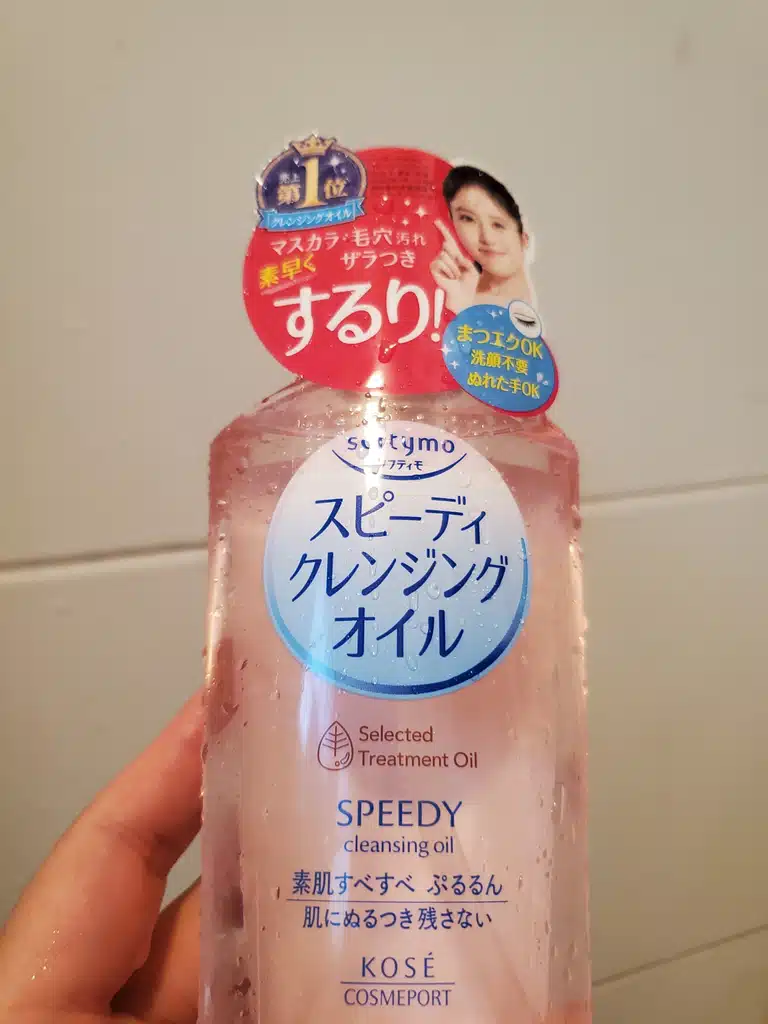 売上
第1位
クレンジングオイル
マスカラ・毛穴汚れ
ザラつき
素早く
するり!
まつエクOK
洗顔不要
ぬれた手OK
softymo
ソフティモ
スピーディ
クレンジング
オイル
Selected
Treatment Oil
SPEEDY
cleansing oil
素肌すべすべ ぷるるん
肌にぬるつき残さない
KOSÉ
COSMEPORT